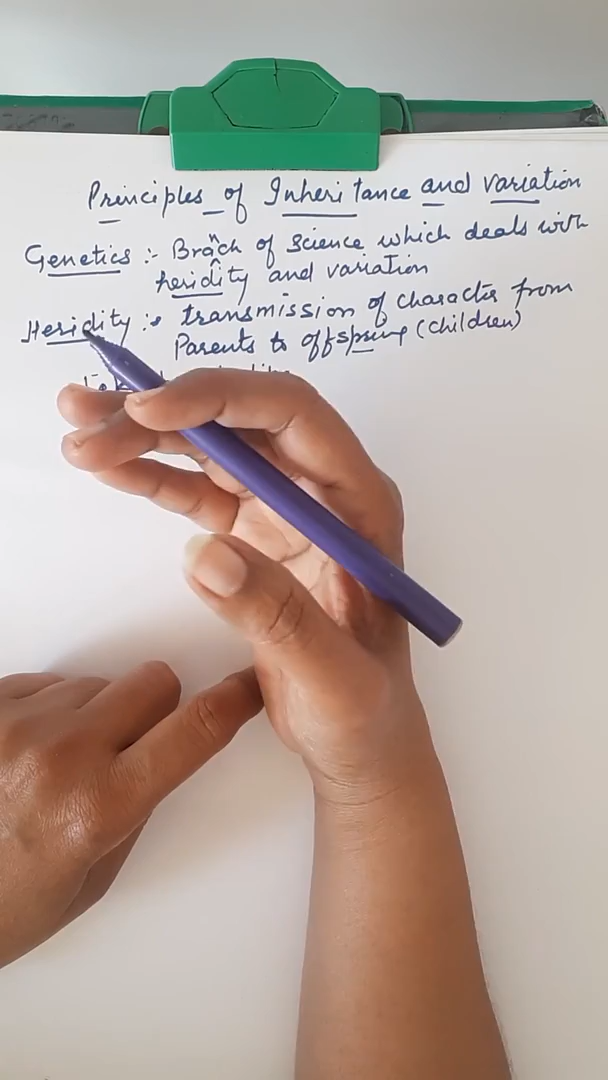 Principles of Inheritance and variation
Genetics :- Branch of science which deals with
heridity and variation
Heridity :- transmission of character from
Parents to offspring (children)